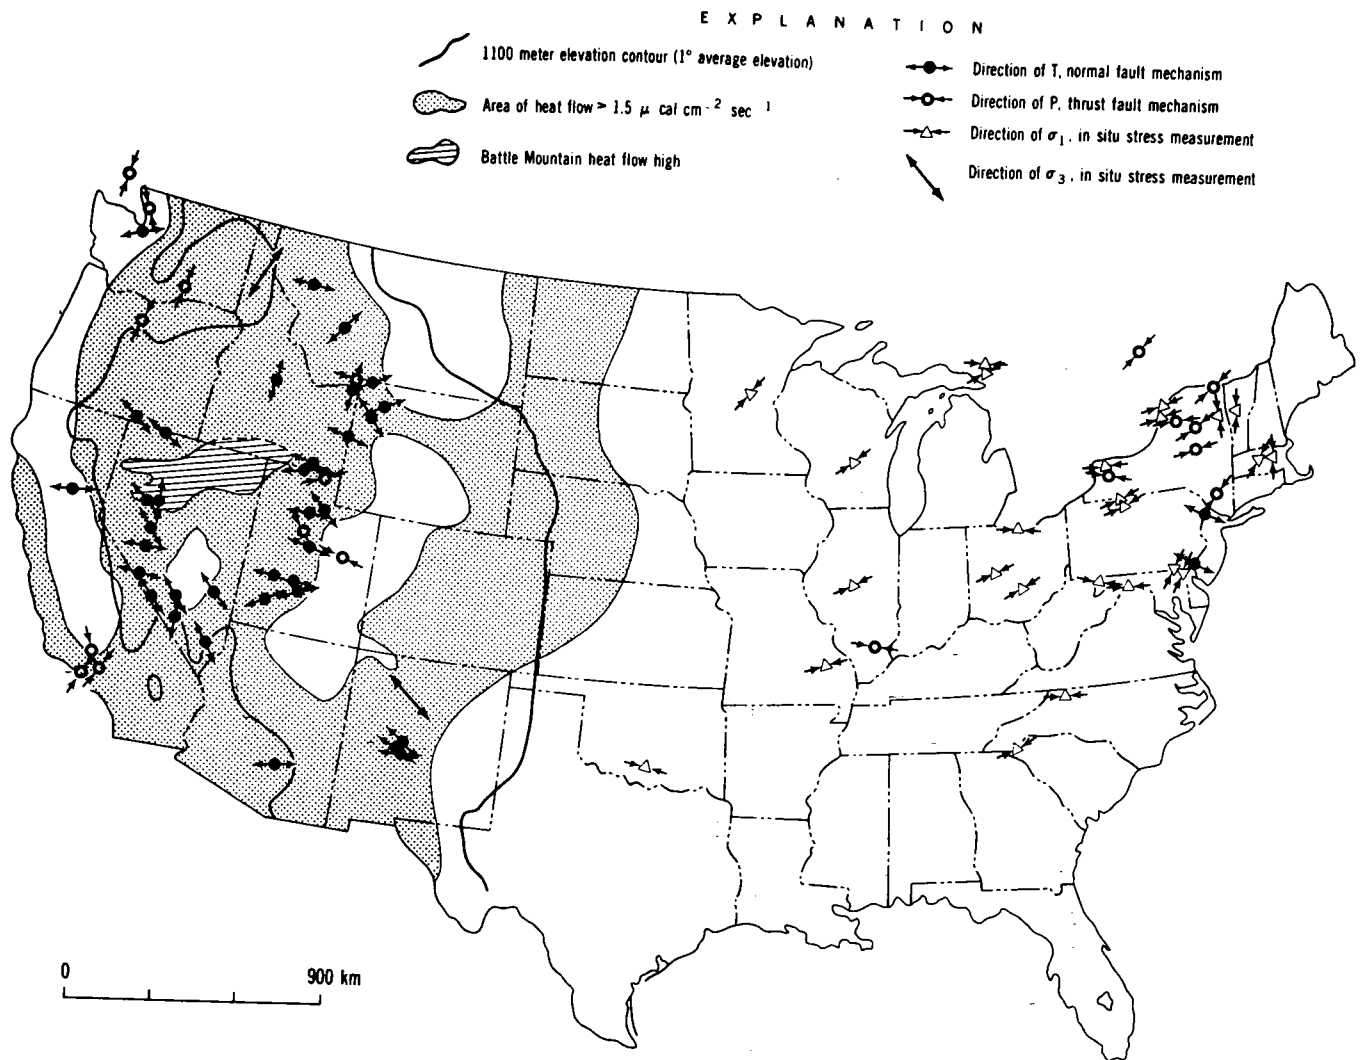 E X P L A N A T I O N
1100 meter elevation contour (1° average elevation)
Area of heat flow > 1.5 μ cal cm⁻² sec ¹
Battle Mountain heat flow high
Direction of T, normal fault mechanism
Direction of P, thrust fault mechanism
Direction of σ₁, in situ stress measurement
Direction of σ₃, in situ stress measurement
0 900 km